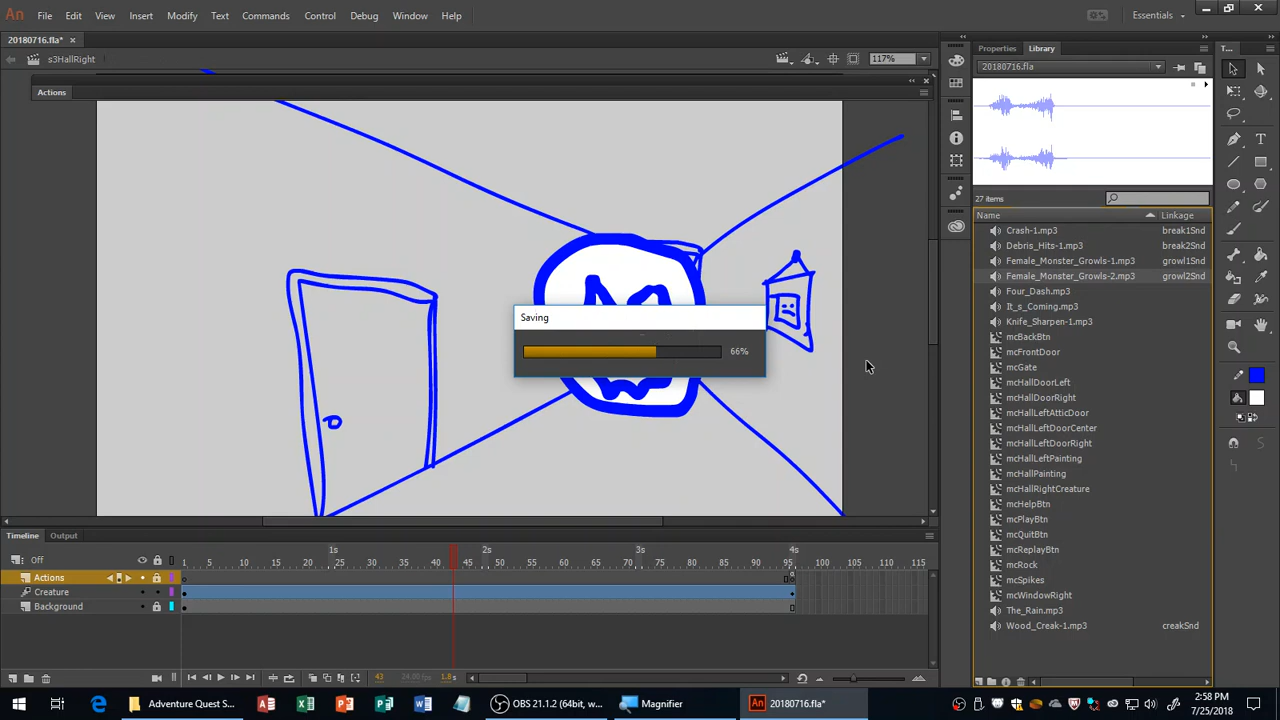 An File Edit View Insert Modify Text Commands Control Debug Window Help Essentials
20180716.fla* ×
s3HallRight 117%
Actions
Properties Library T...
20180716.fla
27 items
Name Linkage
Crash-1.mp3 break1Snd
Debris_Hits-1.mp3 break2Snd
Female_Monster_Growls-1.mp3 growl1Snd
Female_Monster_Growls-2.mp3 growl2Snd
Four_Dash.mp3
It_s_Coming.mp3
Knife_Sharpen-1.mp3
mcBackBtn
mcFrontDoor
mcGate
mcHallDoorLeft
mcHallDoorRight
mcHallLeftAtticDoor
mcHallLeftDoorCenter
mcHallLeftDoorRight
mcHallLeftPainting
mcHallPainting
mcHallRightCreature
mcHelpBtn
mcPlayBtn
mcQuitBtn
mcReplayBtn
mcRock
mcSpikes
mcWindowRight
The_Rain.mp3
Wood_Creak-1.mp3 creakSnd
Saving
66%
Timeline Output
Off 1s 2s 3s 4s
5 10 15 20 25 30 35 40 45 50 55 60 65 70 75 80 85 90 95 100 105 110 115
Actions
Creature
Background
43 24.00 fps 1.8s
Adventure Quest S... OBS 21.1.2 (64bit, w... Magnifier An 20180716.fla* 2:58 PM
7/25/2018